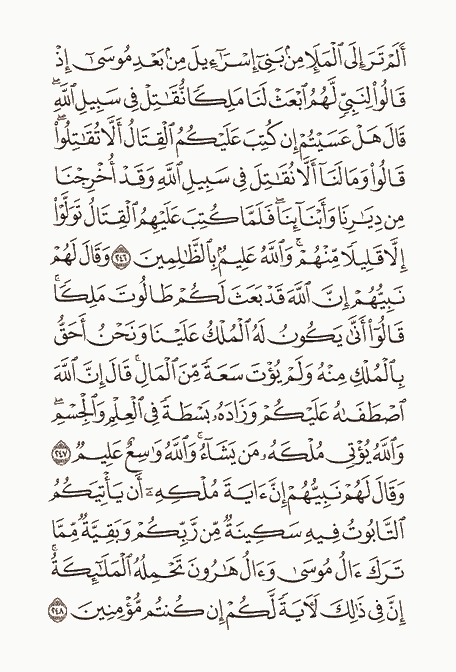 أَلَمْ تَرَ إِلَى ٱلْمَلَإِ مِنۢ بَنِىٓ إِسْرَٰٓءِيلَ مِنۢ بَعْدِ مُوسَىٰٓ إِذْ
قَالُوا۟ لِنَبِىٍّ لَّهُمُ ٱبْعَثْ لَنَا مَلِكًا نُّقَٰتِلْ فِى سَبِيلِ ٱللَّهِ ۖ
قَالَ هَلْ عَسَيْتُمْ إِن كُتِبَ عَلَيْكُمُ ٱلْقِتَالُ أَلَّا تُقَٰتِلُوا۟ ۖ
قَالُوا۟ وَمَا لَنَآ أَلَّا نُقَٰتِلَ فِى سَبِيلِ ٱللَّهِ وَقَدْ أُخْرِجْنَا
مِن دِيَٰرِنَا وَأَبْنَآئِنَا ۖ فَلَمَّا كُتِبَ عَلَيْهِمُ ٱلْقِتَالُ تَوَلَّوْا۟
إِلَّا قَلِيلًا مِّنْهُمْ ۗ وَٱللَّهُ عَلِيمٌۢ بِٱلظَّٰلِمِينَ ٢٤٦ وَقَالَ لَهُمْ
نَبِيُّهُمْ إِنَّ ٱللَّهَ قَدْ بَعَثَ لَكُمْ طَالُوتَ مَلِكًا ۚ
قَالُوٓا۟ أَنَّىٰ يَكُونُ لَهُ ٱلْمُلْكُ عَلَيْنَا وَنَحْنُ أَحَقُّ
بِٱلْمُلْكِ مِنْهُ وَلَمْ يُؤْتَ سَعَةً مِّنَ ٱلْمَالِ ۚ قَالَ إِنَّ ٱللَّهَ
ٱصْطَفَىٰهُ عَلَيْكُمْ وَزَادَهُۥ بَسْطَةً فِى ٱلْعِلْمِ وَٱلْجِسْمِ ۖ
وَٱللَّهُ يُؤْتِى مُلْكَهُۥ مَن يَشَآءُ ۚ وَٱللَّهُ وَٰسِعٌ عَلِيمٌ ٢٤٧
وَقَالَ لَهُمْ نَبِيُّهُمْ إِنَّ ءَايَةَ مُلْكِهِۦٓ أَن يَأْتِيَكُمُ
ٱلتَّابُوتُ فِيهِ سَكِينَةٌ مِّن رَّبِّكُمْ وَبَقِيَّةٌ مِّمَّا
تَرَكَ ءَالُ مُوسَىٰ وَءَالُ هَٰرُونَ تَحْمِلُهُ ٱلْمَلَٰٓئِكَةُ ۚ
إِنَّ فِى ذَٰلِكَ لَءَايَةً لَّكُمْ إِن كُنتُم مُّؤْمِنِينَ ٢٤٨